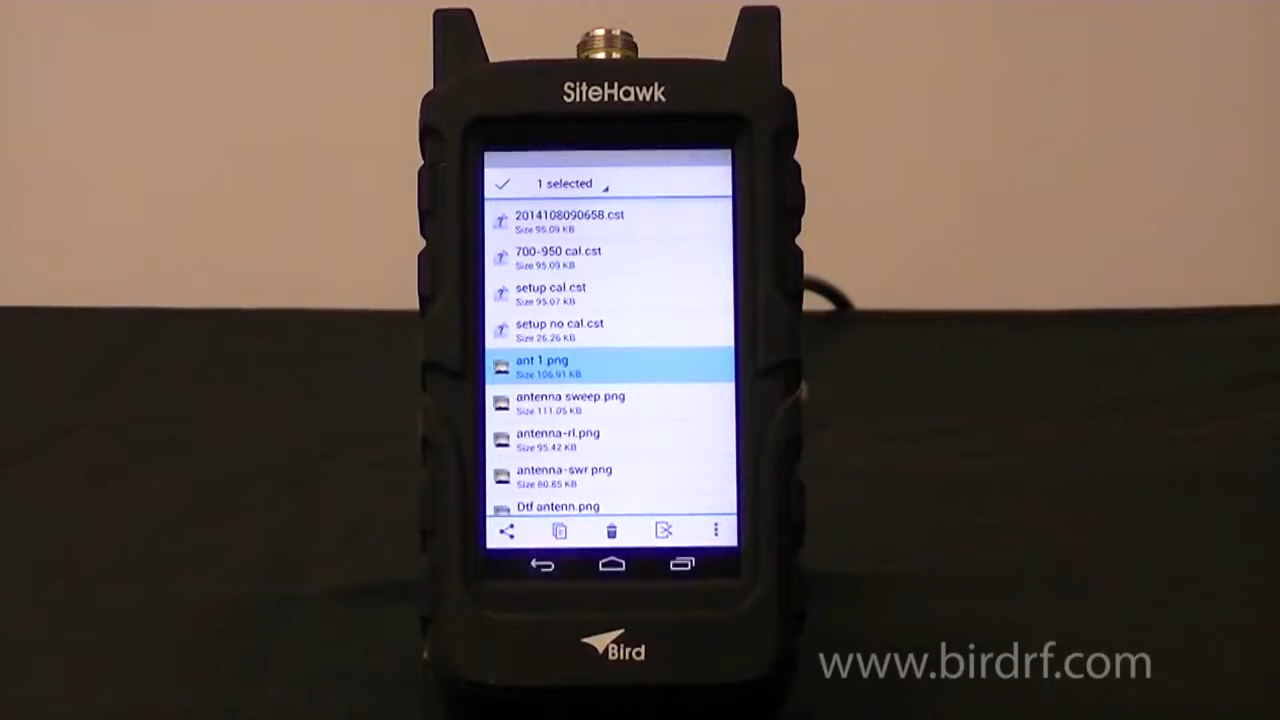 SiteHawk
1 selected
2014108090658.cst
Size 95.09 KB
700-950 cal.cst
Size 95.09 KB
setup cal.cst
Size 95.07 KB
setup no cal.cst
Size 26.26 KB
ant 1.png
Size 106.91 KB
antenna sweep.png
Size 111.05 KB
antenna-rl.png
Size 95.42 KB
antenna-swr.png
Size 80.85 KB
Dtf antenn.png
Bird
www.birdrf.com